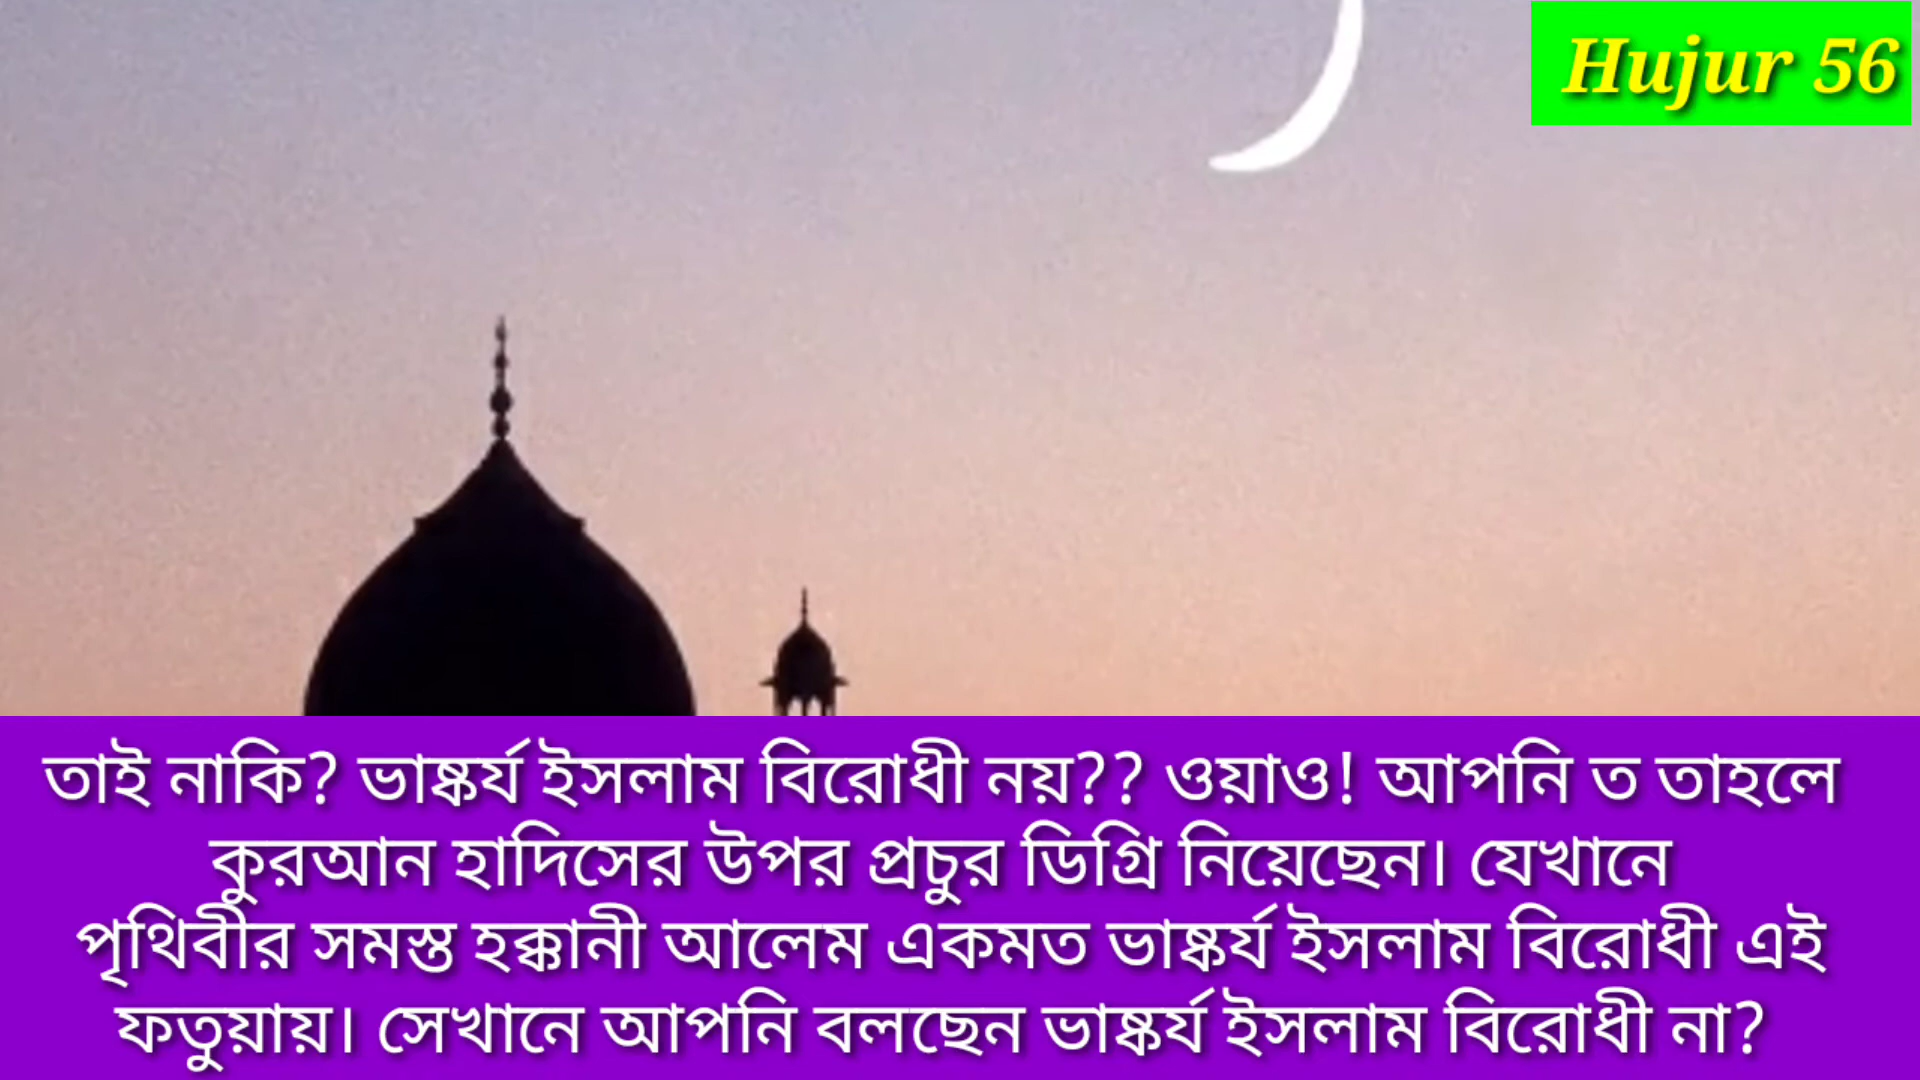 Hujur 56
তাই নাকি? ভাষ্কর্য ইসলাম বিরোধী নয়?? ওয়াও! আপনি ত তাহলে
কুরআন হাদিসের উপর প্রচুর ডিগ্রি নিয়েছেন। যেখানে
পৃথিবীর সমস্ত হক্কানী আলেম একমত ভাষ্কর্য ইসলাম বিরোধী এই
ফতুয়ায়। সেখানে আপনি বলছেন ভাষ্কর্য ইসলাম বিরোধী না?